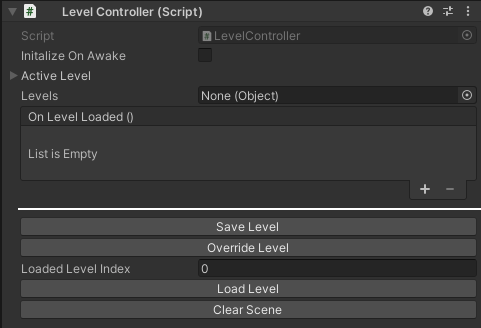 Level Controller (Script)
Script LevelController
Initalize On Awake
Active Level
Levels None (Object)
On Level Loaded ()
List is Empty
Save Level
Override Level
Loaded Level Index 0
Load Level
Clear Scene